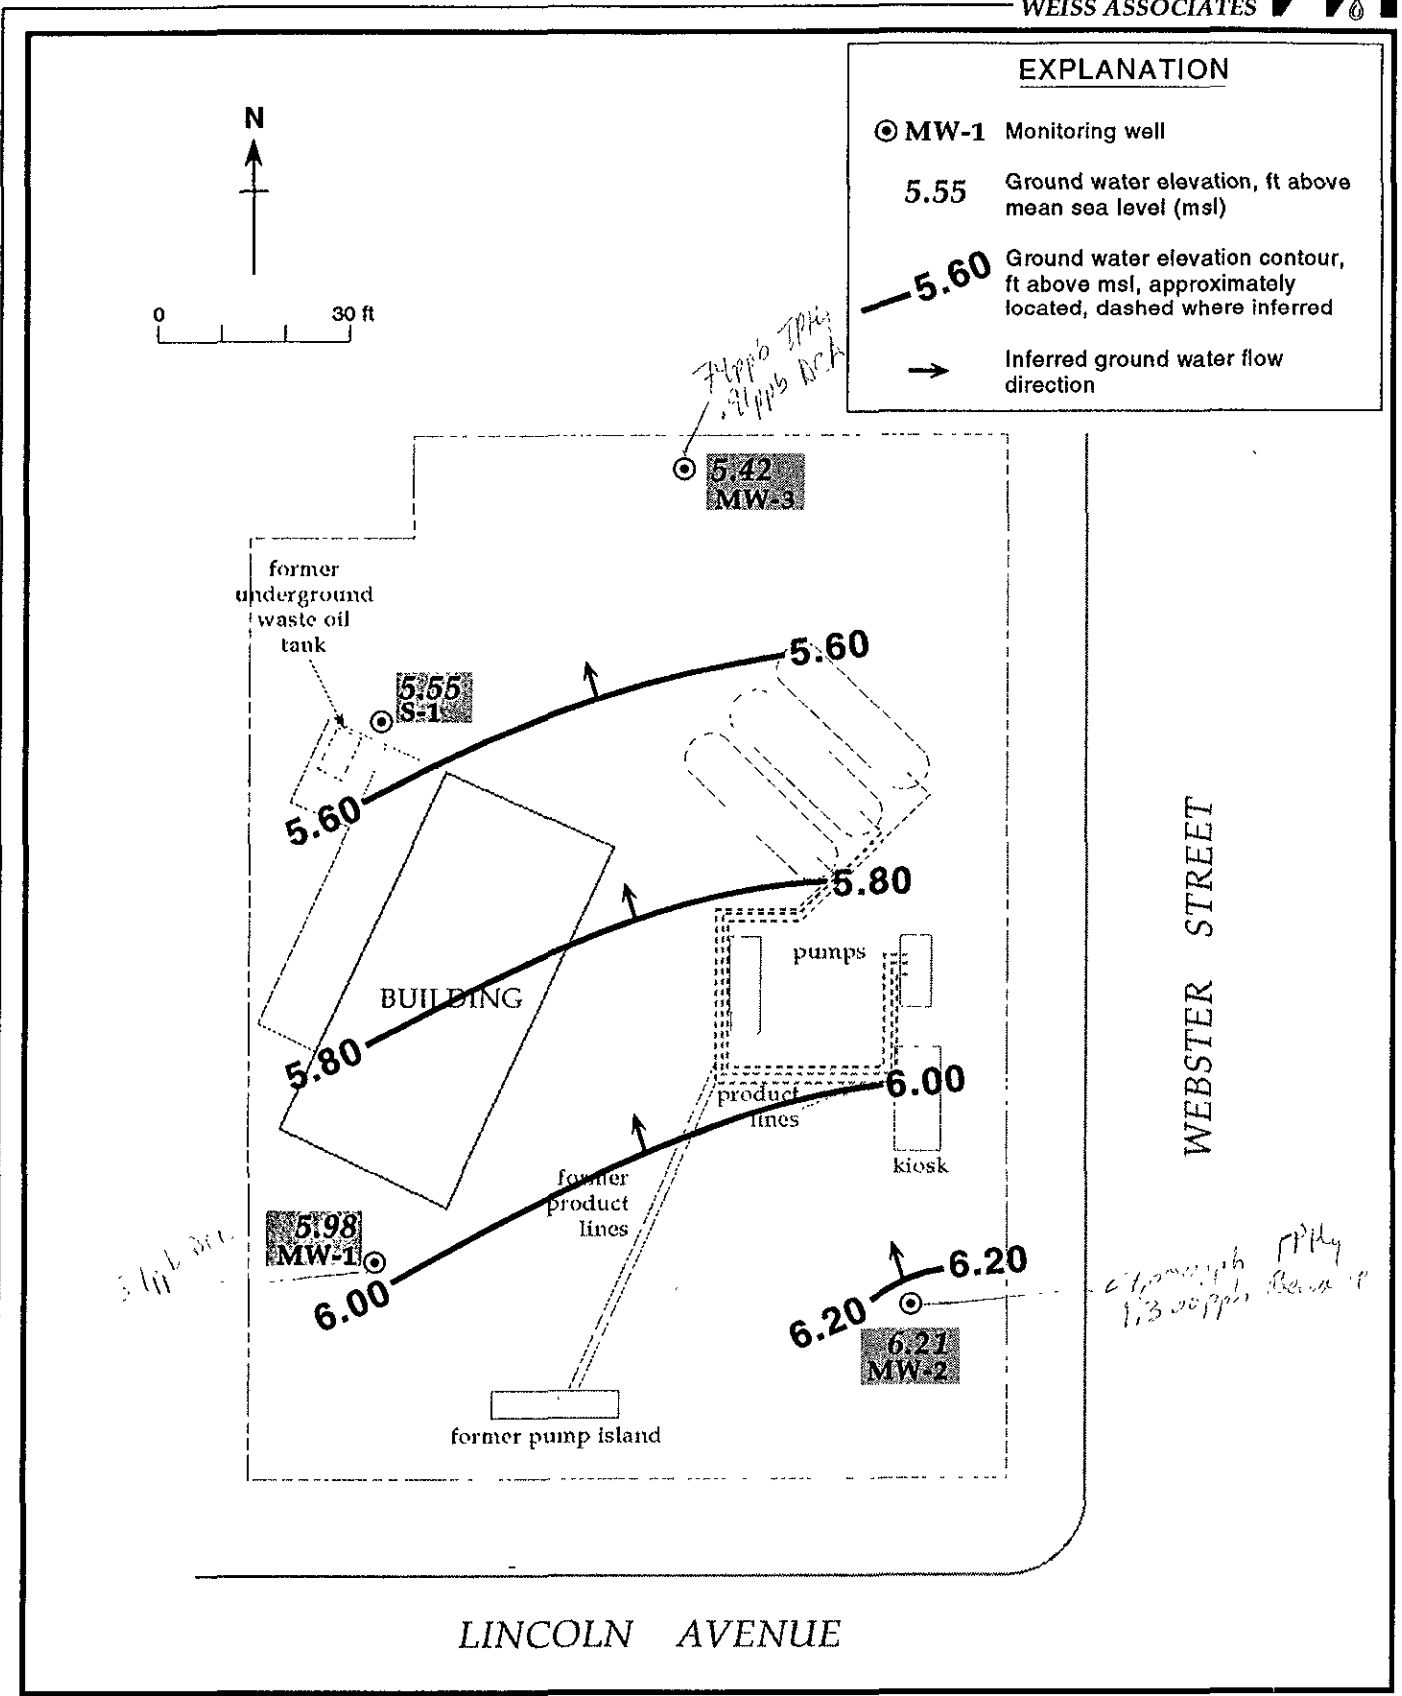 WEISS ASSOCIATES
EXPLANATION
MW-1 Monitoring well
5.55 Ground water elevation, ft above
mean sea level (msl)
5.60 Ground water elevation contour,
ft above msl, approximately
located, dashed where inferred
Inferred ground water flow
direction
N
0 30 ft
74ppb TPHg
5.42
MW-3
former
underground
waste oil
tank
5.60
5.55
S-1
5.60
5.80
pumps
BUILDING
5.80
6.00
product
lines
kiosk
former
product
lines
5.98
MW-1
6.00
6.20
6.20
6.21
MW-2
former pump island
WEBSTER STREET
LINCOLN AVENUE